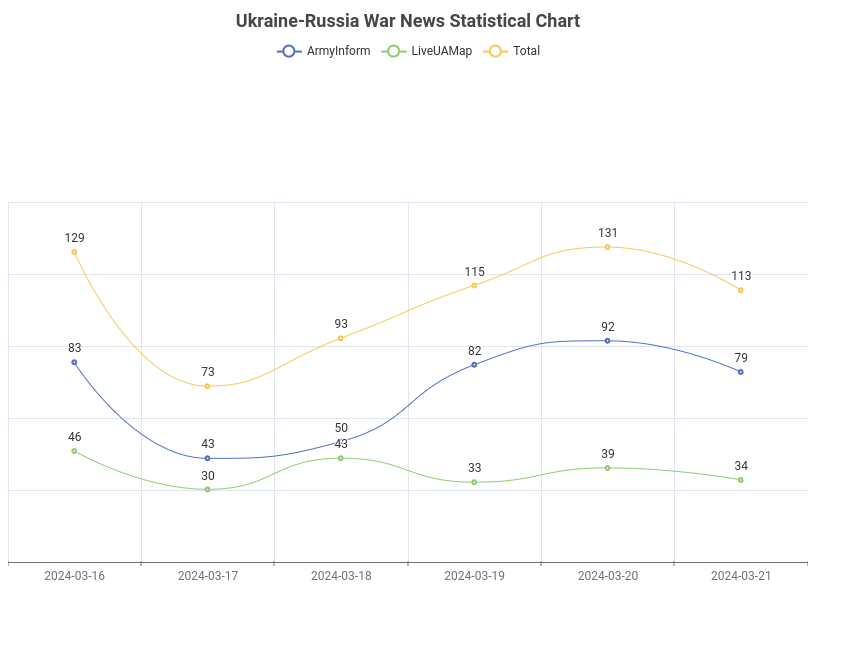 Ukraine-Russia War News Statistical Chart
ArmyInform LiveUAMap Total
129 73 93 115 131 113
83 43 50 82 92 79
46 30 43 33 39 34
2024-03-16 2024-03-17 2024-03-18 2024-03-19 2024-03-20 2024-03-21